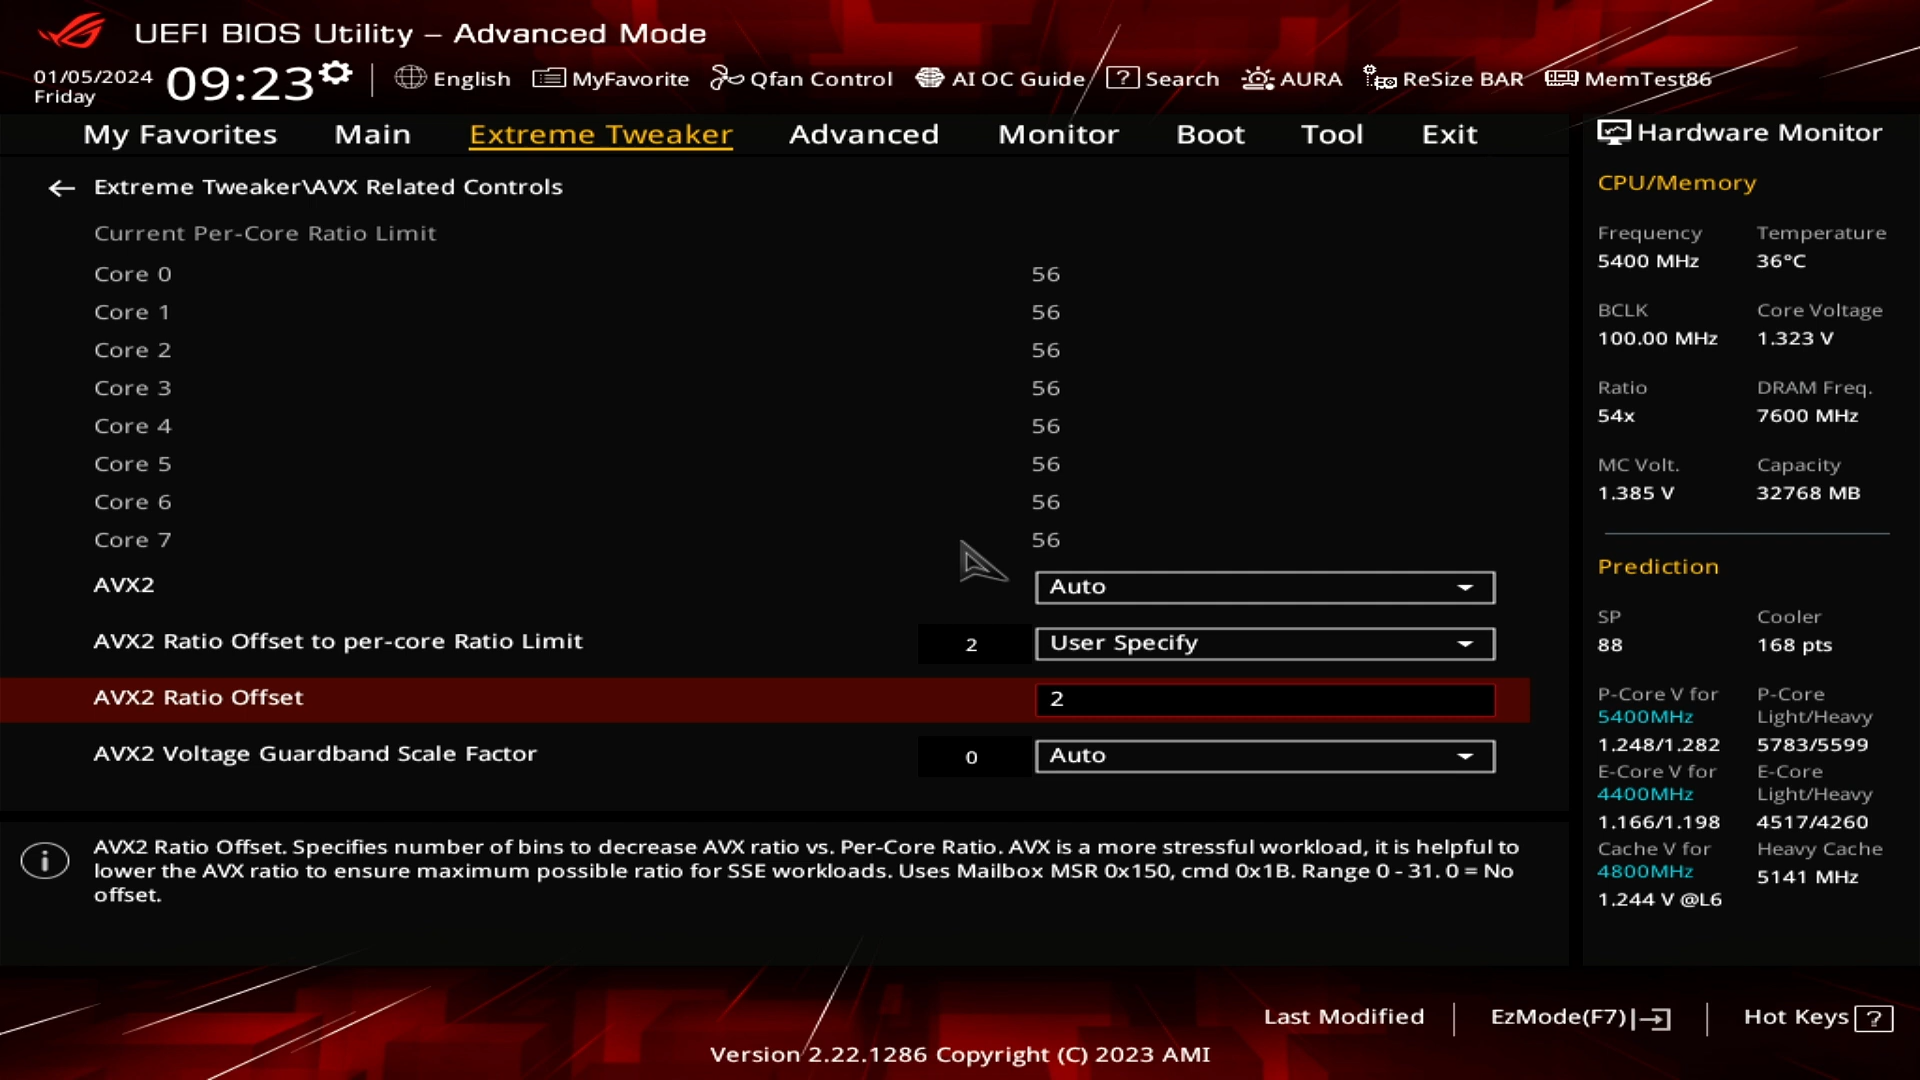 UEFI BIOS Utility – Advanced Mode
01/05/2024
Friday
09:23
English
MyFavorite
Qfan Control
AI OC Guide
? Search
AURA
ReSize BAR
MemTest86
My Favorites
Main
Extreme Tweaker
Advanced
Monitor
Boot
Tool
Exit
Extreme Tweaker\AVX Related Controls
Current Per-Core Ratio Limit
Core 0 56
Core 1 56
Core 2 56
Core 3 56
Core 4 56
Core 5 56
Core 6 56
Core 7 56
AVX2 Auto
AVX2 Ratio Offset to per-core Ratio Limit 2 User Specify
AVX2 Ratio Offset 2
AVX2 Voltage Guardband Scale Factor 0 Auto
AVX2 Ratio Offset. Specifies number of bins to decrease AVX ratio vs. Per-Core Ratio. AVX is a more stressful workload, it is helpful to
lower the AVX ratio to ensure maximum possible ratio for SSE workloads. Uses Mailbox MSR 0x150, cmd 0x1B. Range 0 - 31. 0 = No
offset.
Hardware Monitor
CPU/Memory
Frequency Temperature
5400 MHz 36°C
BCLK Core Voltage
100.00 MHz 1.323 V
Ratio DRAM Freq.
54x 7600 MHz
MC Volt. Capacity
1.385 V 32768 MB
Prediction
SP Cooler
88 168 pts
P-Core V for P-Core
5400MHz Light/Heavy
1.248/1.282 5783/5599
E-Core V for E-Core
4400MHz Light/Heavy
1.166/1.198 4517/4260
Cache V for Heavy Cache
4800MHz 5141 MHz
1.244 V @L6
Last Modified
EzMode(F7)
Hot Keys ?
Version 2.22.1286 Copyright (C) 2023 AMI